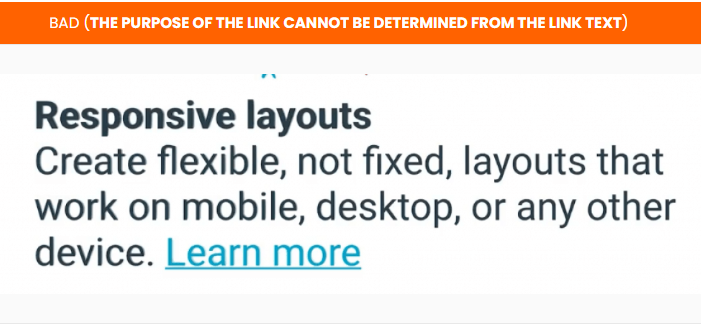 BAD (THE PURPOSE OF THE LINK CANNOT BE DETERMINED FROM THE LINK TEXT)
Responsive layouts
Create flexible, not fixed, layouts that
work on mobile, desktop, or any other
device. Learn more